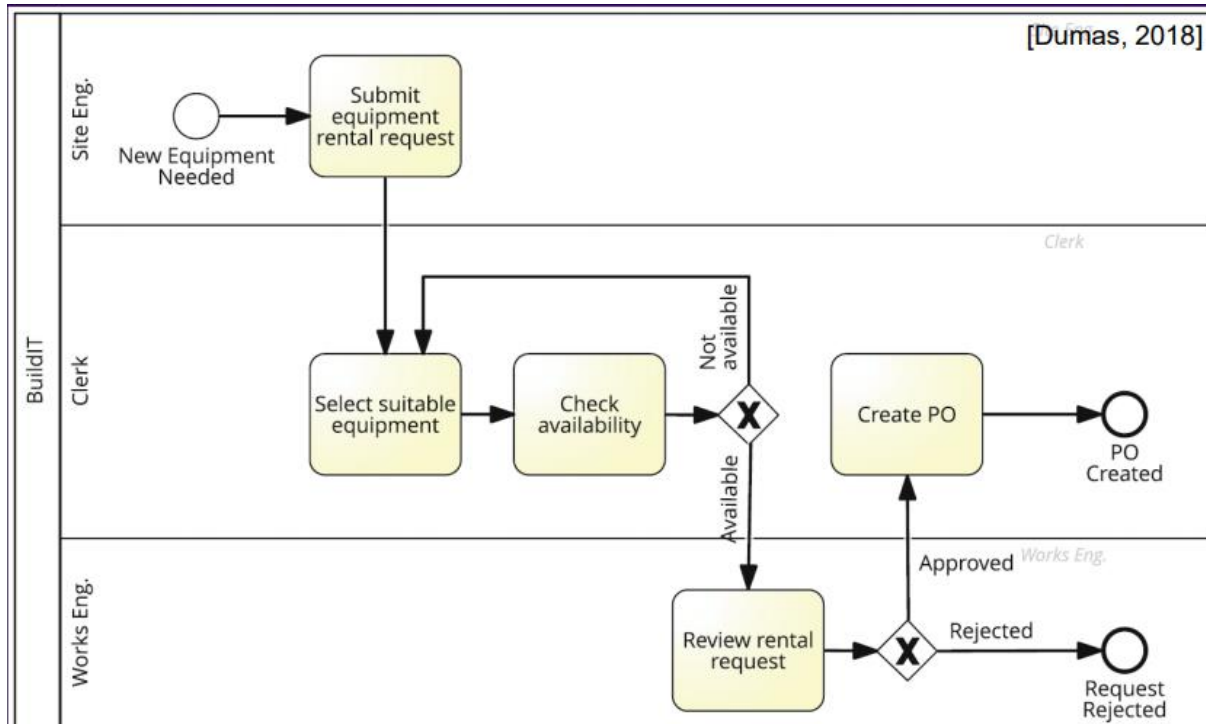 [Dumas, 2018]
BuildIT
Site Eng.
New Equipment
Needed
Submit
equipment
rental request
Clerk
Clerk
Select suitable
equipment
Check
availability
Not
available
Available
Create PO
PO
Created
Works Eng.
Works Eng.
Review rental
request
Approved
Rejected
Request
Rejected